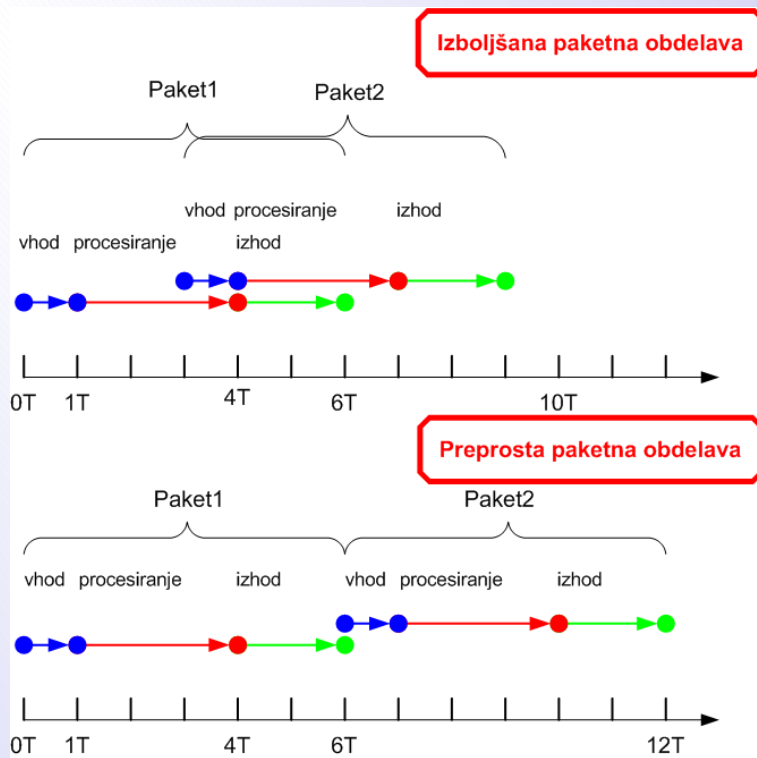 Izboljšana paketna obdelava
Paket1 Paket2
vhod procesiranje izhod
vhod procesiranje izhod
0T 1T 4T 6T 10T
Preprosta paketna obdelava
Paket1 Paket2
vhod procesiranje izhod vhod procesiranje izhod
0T 1T 4T 6T 12T